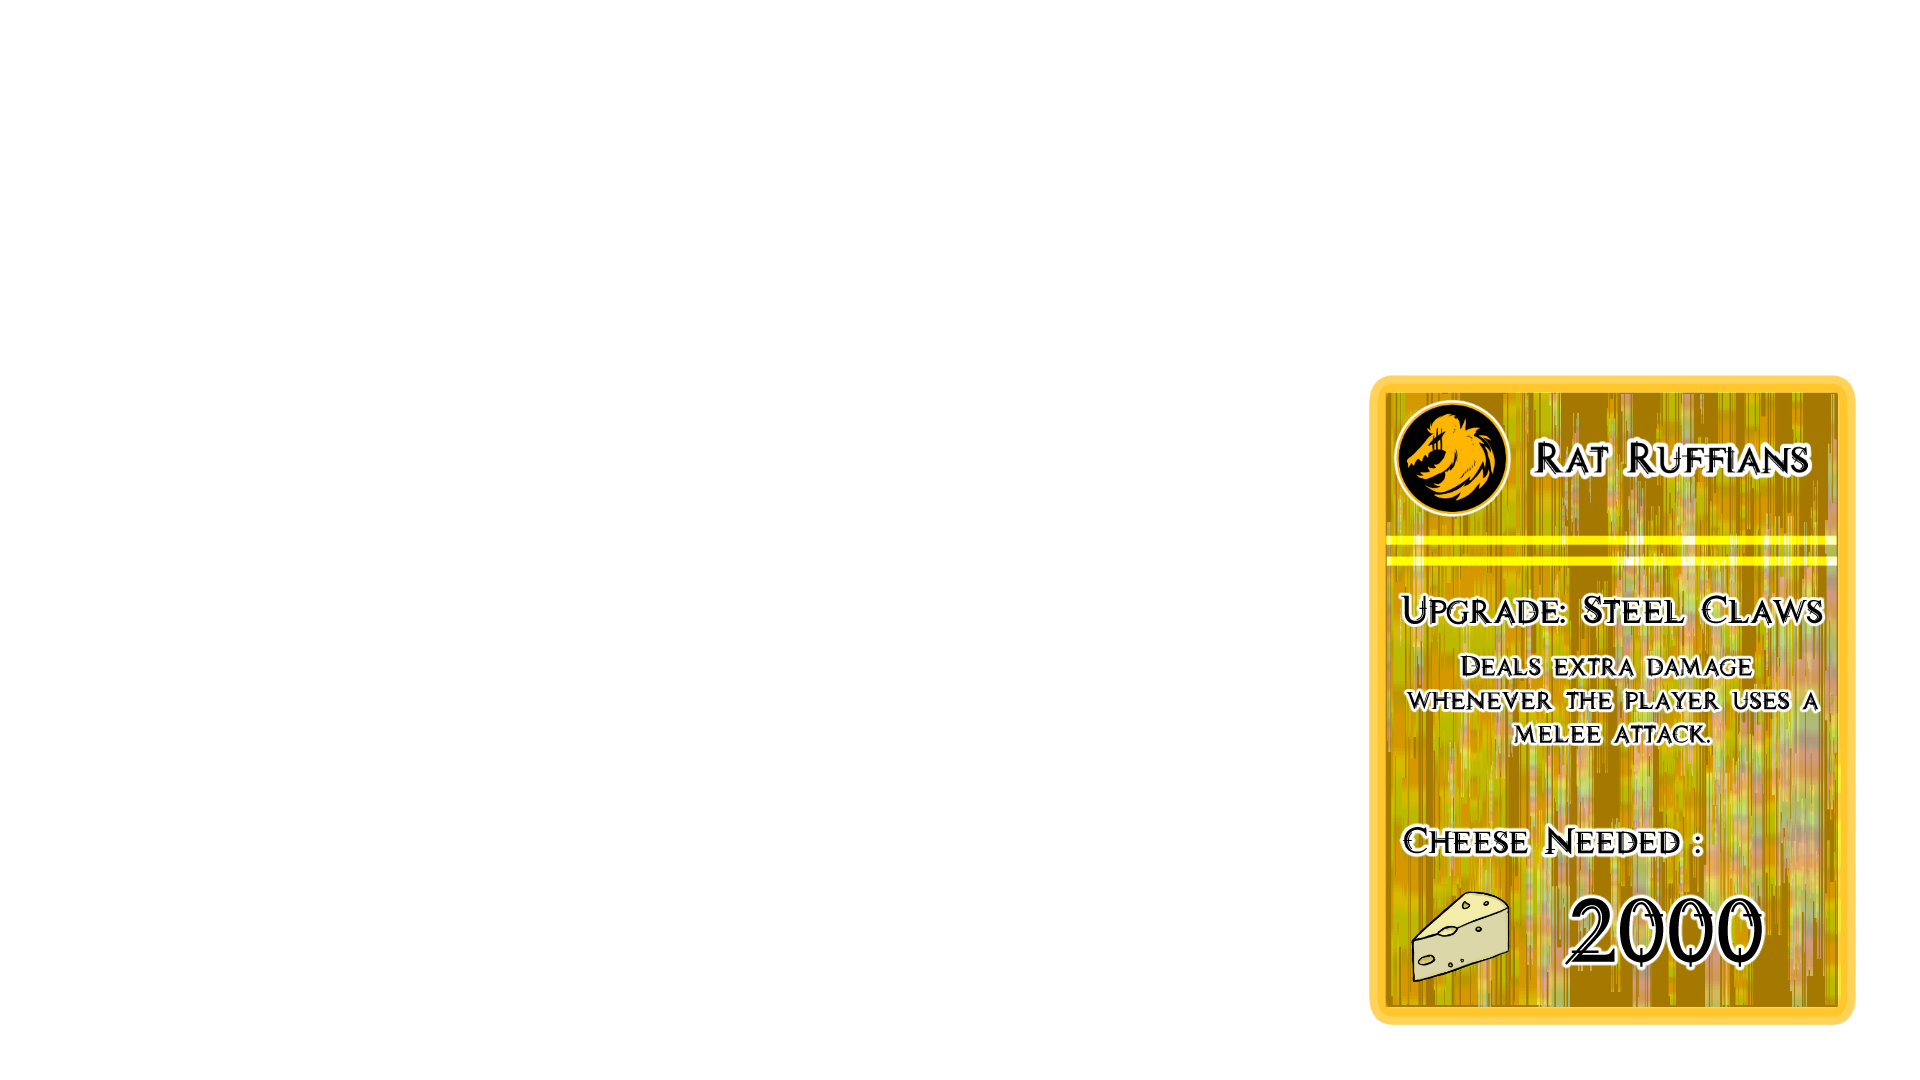 Rat Ruffians
Upgrade: Steel Claws
Deals extra damage
whenever the player uses a
melee attack.
Cheese Needed :
2000